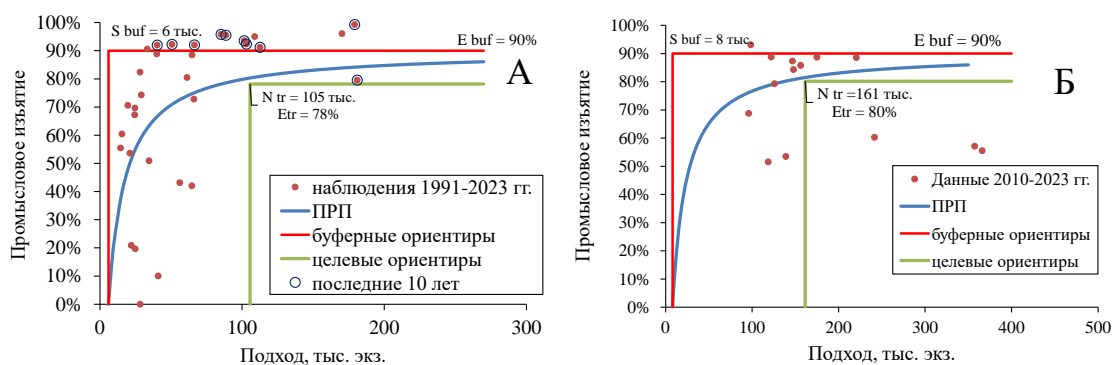 Промысловое изъятие
100%
90%
80%
70%
60%
50%
40%
30%
20%
10%
0%
S buf = 6 тыс.
E buf = 90%
А
N tr = 105 тыс.
Etr = 78%
наблюдения 1991-2023 гг.
ПРП
буферные ориентиры
целевые ориентиры
последние 10 лет
0
100
200
300
Подход, тыс. экз.
Промысловое изъятие
100%
90%
80%
70%
60%
50%
40%
30%
20%
10%
0%
S buf = 8 тыс.
E buf = 90%
Б
N tr =161 тыс.
Etr = 80%
Данные 2010-2023 гг.
ПРП
буферные ориентиры
целевые ориентиры
0
100
200
300
400
500
Подход, тыс. экз.